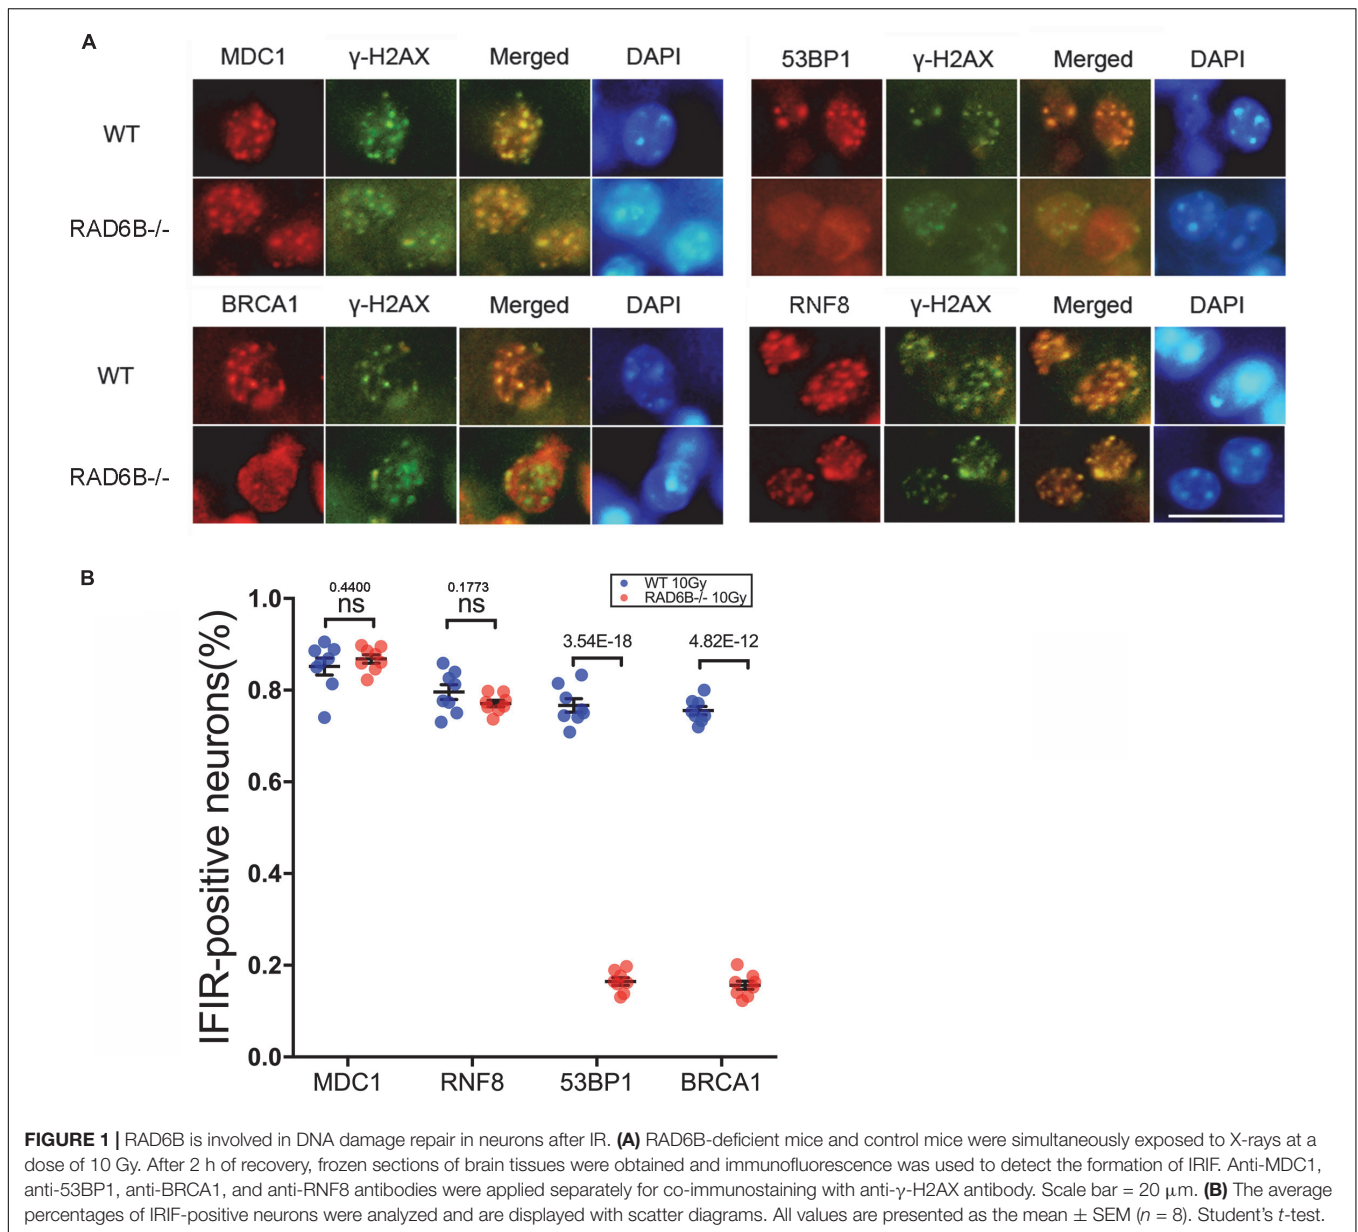 A
MDC1 γ-H2AX Merged DAPI 53BP1 γ-H2AX Merged DAPI
WT
RAD6B-/-
BRCA1 γ-H2AX Merged DAPI RNF8 γ-H2AX Merged DAPI
WT
RAD6B-/-
B
0.4400
ns
0.1773
ns
3.54E-18
4.82E-12
WT 10Gy
RAD6B-/- 10Gy
IFIR-positive neurons(%)
1.0
0.8
0.6
0.4
0.2
0.0
MDC1 RNF8 53BP1 BRCA1
FIGURE 1 | RAD6B is involved in DNA damage repair in neurons after IR. (A) RAD6B-deficient mice and control mice were simultaneously exposed to X-rays at a
dose of 10 Gy. After 2 h of recovery, frozen sections of brain tissues were obtained and immunofluorescence was used to detect the formation of IRIF. Anti-MDC1,
anti-53BP1, anti-BRCA1, and anti-RNF8 antibodies were applied separately for co-immunostaining with anti-γ-H2AX antibody. Scale bar = 20 μm. (B) The average
percentages of IRIF-positive neurons were analyzed and are displayed with scatter diagrams. All values are presented as the mean ± SEM (n = 8). Student's t-test.